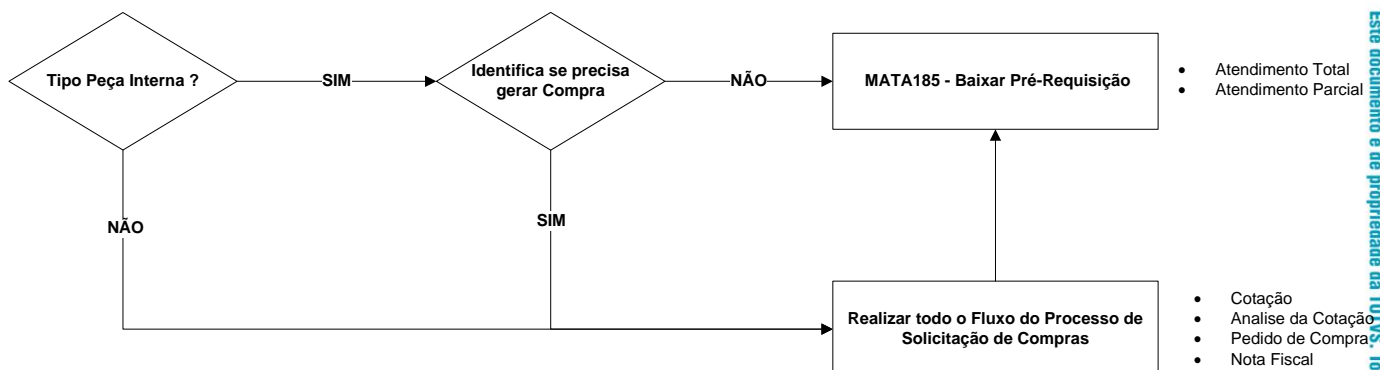 Tipo Peça Interna ?
SIM
Identifica se precisa
gerar Compra
NÃO
MATA185 - Baixar Pré-Requisição
• Atendimento Total
• Atendimento Parcial
NÃO
SIM
Realizar todo o Fluxo do Processo de
Solicitação de Compras
• Cotação
• Analise da Cotação
• Pedido de Compra
• Nota Fiscal
Este documento é de propriedade da TOTVS.